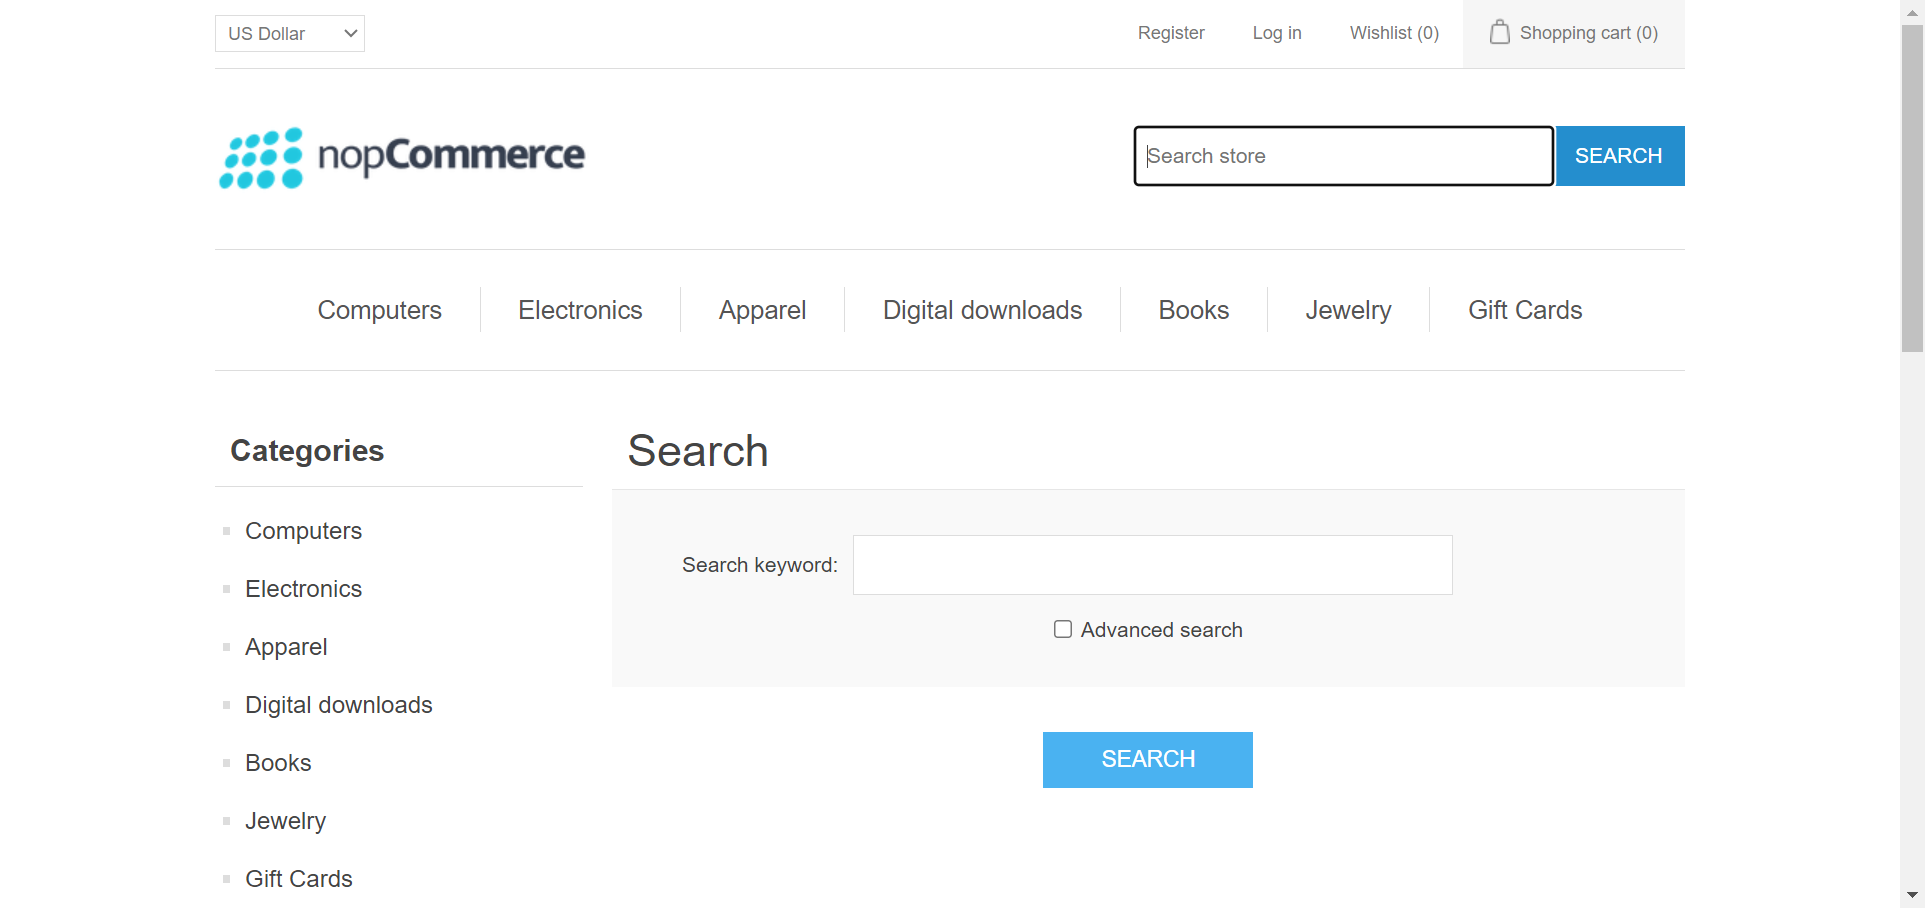 US Dollar
Register
Log in
Wishlist (0)
Shopping cart (0)
nopCommerce
Search store
SEARCH
Computers
Electronics
Apparel
Digital downloads
Books
Jewelry
Gift Cards
Categories
Computers
Electronics
Apparel
Digital downloads
Books
Jewelry
Gift Cards
Search
Search keyword:
Advanced search
SEARCH